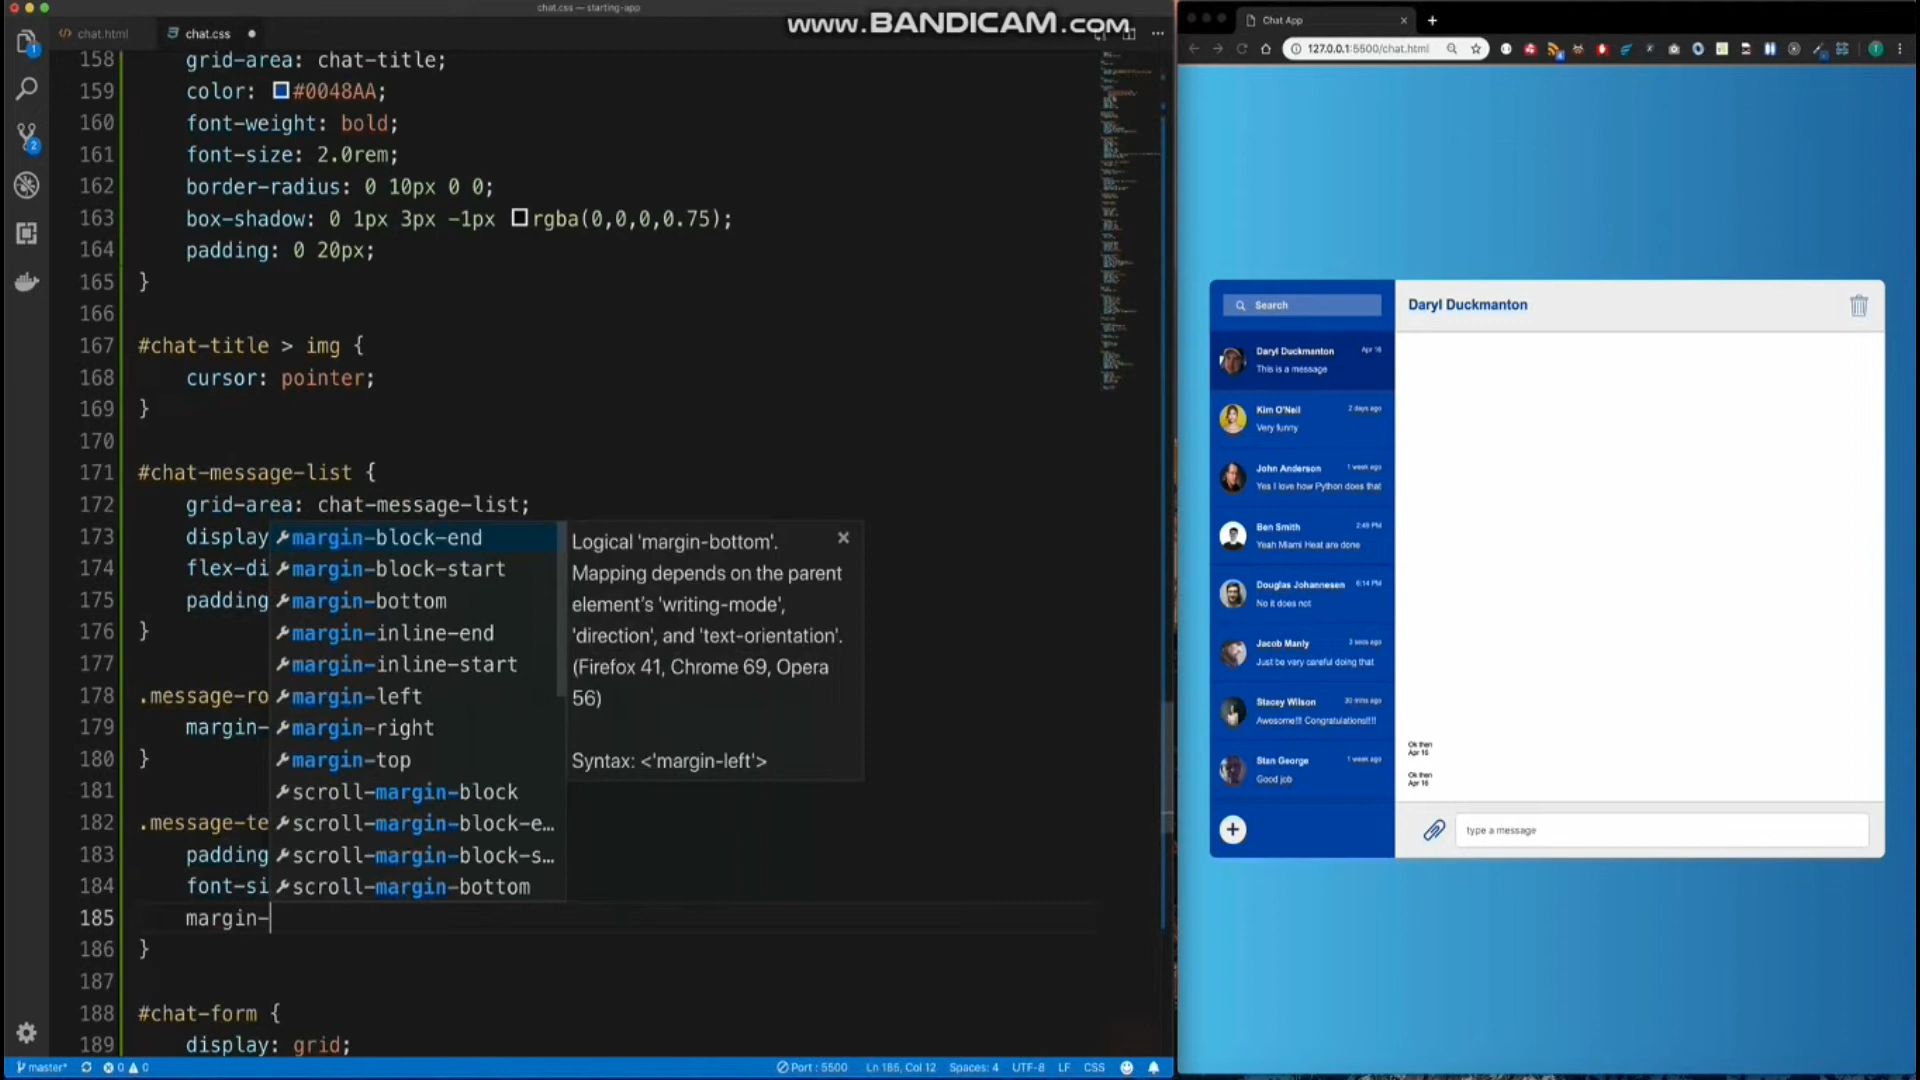 chat.css — starting-app
www.BANDICAM.com
chat.html
chat.css
158 grid-area: chat-title;
159 color: #0048AA;
160 font-weight: bold;
161 font-size: 2.0rem;
162 border-radius: 0 10px 0 0;
163 box-shadow: 0 1px 3px -1px rgba(0,0,0,0.75);
164 padding: 0 20px;
165 }
166
167 #chat-title > img {
168 cursor: pointer;
169 }
170
171 #chat-message-list {
172 grid-area: chat-message-list;
173 display
174 flex-di
175 padding
176 }
177
178 .message-ro
179 margin-
180 }
181
182 .message-te
183 padding
184 font-si
185 margin-
186 }
187
188 #chat-form {
189 display: grid;
margin-block-end
margin-block-start
margin-bottom
margin-inline-end
margin-inline-start
margin-left
margin-right
margin-top
scroll-margin-block
scroll-margin-block-e…
scroll-margin-block-s…
scroll-margin-bottom
Logical 'margin-bottom'.
Mapping depends on the parent
element's 'writing-mode',
'direction', and 'text-orientation'.
(Firefox 41, Chrome 69, Opera
56)
Syntax: <'margin-left'>
1
2
master*
0 0
Port : 5500
Ln 185, Col 12
Spaces: 4
UTF-8
LF
CSS
Chat App
127.0.0.1:5500/chat.html
Search
Daryl Duckmanton
Daryl Duckmanton Apr 16
This is a message
Kim O'Neil 2 days ago
Very funny
John Anderson 1 week ago
Yes I love how Python does that
Ben Smith 2:49 PM
Yeah Miami Heat are done
Douglas Johannesen 6:14 PM
No it does not
Jacob Manly 3 secs ago
Just be very careful doing that
Stacey Wilson 30 mins ago
Awesome!!! Congratulations!!!!
Stan George 1 week ago
Good job
Ok then
Apr 16
Ok then
Apr 16
type a message